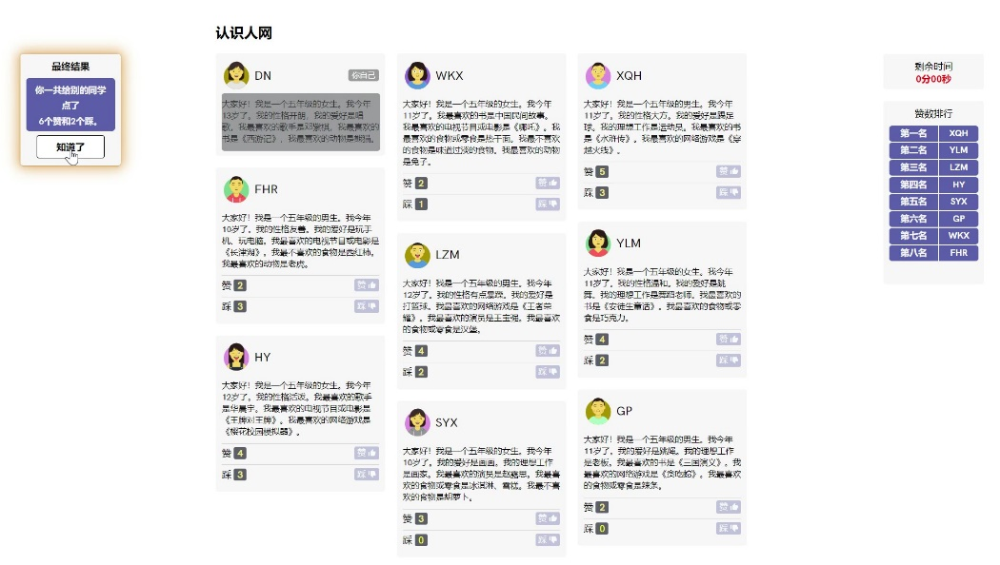 认识人网
最终结果
你一共给别的同学
点了
6个赞和2个踩。
知道了
DN
你自己
大家好！我是一个五年级的女生。我今年
13岁了。我的性格开朗。我的爱好是唱
歌。我最喜欢的歌手是邓紫棋。我最喜欢的
书是《西游记》。我最喜欢的动物是熊猫。
FHR
大家好！我是一个五年级的男生。我今年
10岁了。我的性格友善。我的爱好是玩手
机、玩电脑。我最喜欢的电视节目或电影是
《长津湖》。我最不喜欢的食物是西红柿。
我最喜欢的动物是老虎。
赞 2 赞
踩 3 踩
HY
大家好！我是一个五年级的女生。我今年
12岁了。我的性格活泼。我最喜欢的歌手
是华晨宇。我最喜欢的电视节目或电影是
《王牌对王牌》。我最喜欢的网络游戏是
《樱花校园模拟器》。
赞 4 赞
踩 3 踩
WKX
大家好！我是一个五年级的女生。我今年
11岁了。我最喜欢的书是中国民间故事。
我最喜欢的电视节目或电影是《哪吒》。我
最喜欢的食物或零食是热干面。我最不喜欢
的食物是味道过淡的食物。我最喜欢的动物
是兔子。
赞 2 赞
踩 1 踩
LZM
大家好！我是一个五年级的男生。我今年
12岁了。我的性格有点暴躁。我的爱好是
打篮球。我最喜欢的网络游戏是《王者荣
耀》。我最喜欢的演员是王宝强。我最喜欢
的食物或零食是汉堡。
赞 4 赞
踩 2 踩
SYX
大家好！我是一个五年级的女生。我今年
10岁了。我的爱好是画画。我的理想工作
是画家。我最喜欢的演员是赵露思。我最喜
欢的食物或零食是冰淇淋、雪糕。我最不喜
欢的食物是胡萝卜。
赞 3 赞
踩 0 踩
XQH
大家好！我是一个五年级的男生。我今年
11岁了。我的性格大方。我的爱好是踢足
球。我的理想工作是运动员。我最喜欢的书
是《水浒传》。我最喜欢的网络游戏是《穿
越火线》。
赞 5 赞
踩 3 踩
YLM
大家好！我是一个五年级的女生。我今年
11岁了。我的性格温和。我的爱好是跳
舞。我的理想工作是舞蹈老师。我最喜欢的
书是《安徒生童话》。我最喜欢的食物或零
食是巧克力。
赞 4 赞
踩 2 踩
GP
大家好！我是一个五年级的男生。我今年
11岁了。我的爱好是跳绳。我的理想工作
是老板。我最喜欢的书是《三国演义》。我
最喜欢的网络游戏是《贪吃蛇》。我最喜欢
的食物或零食是辣条。
赞 2 赞
踩 0 踩
剩余时间
0分00秒
赞数排行
第一名 XQH
第二名 YLM
第三名 LZM
第四名 HY
第五名 SYX
第六名 GP
第七名 WKX
第八名 FHR